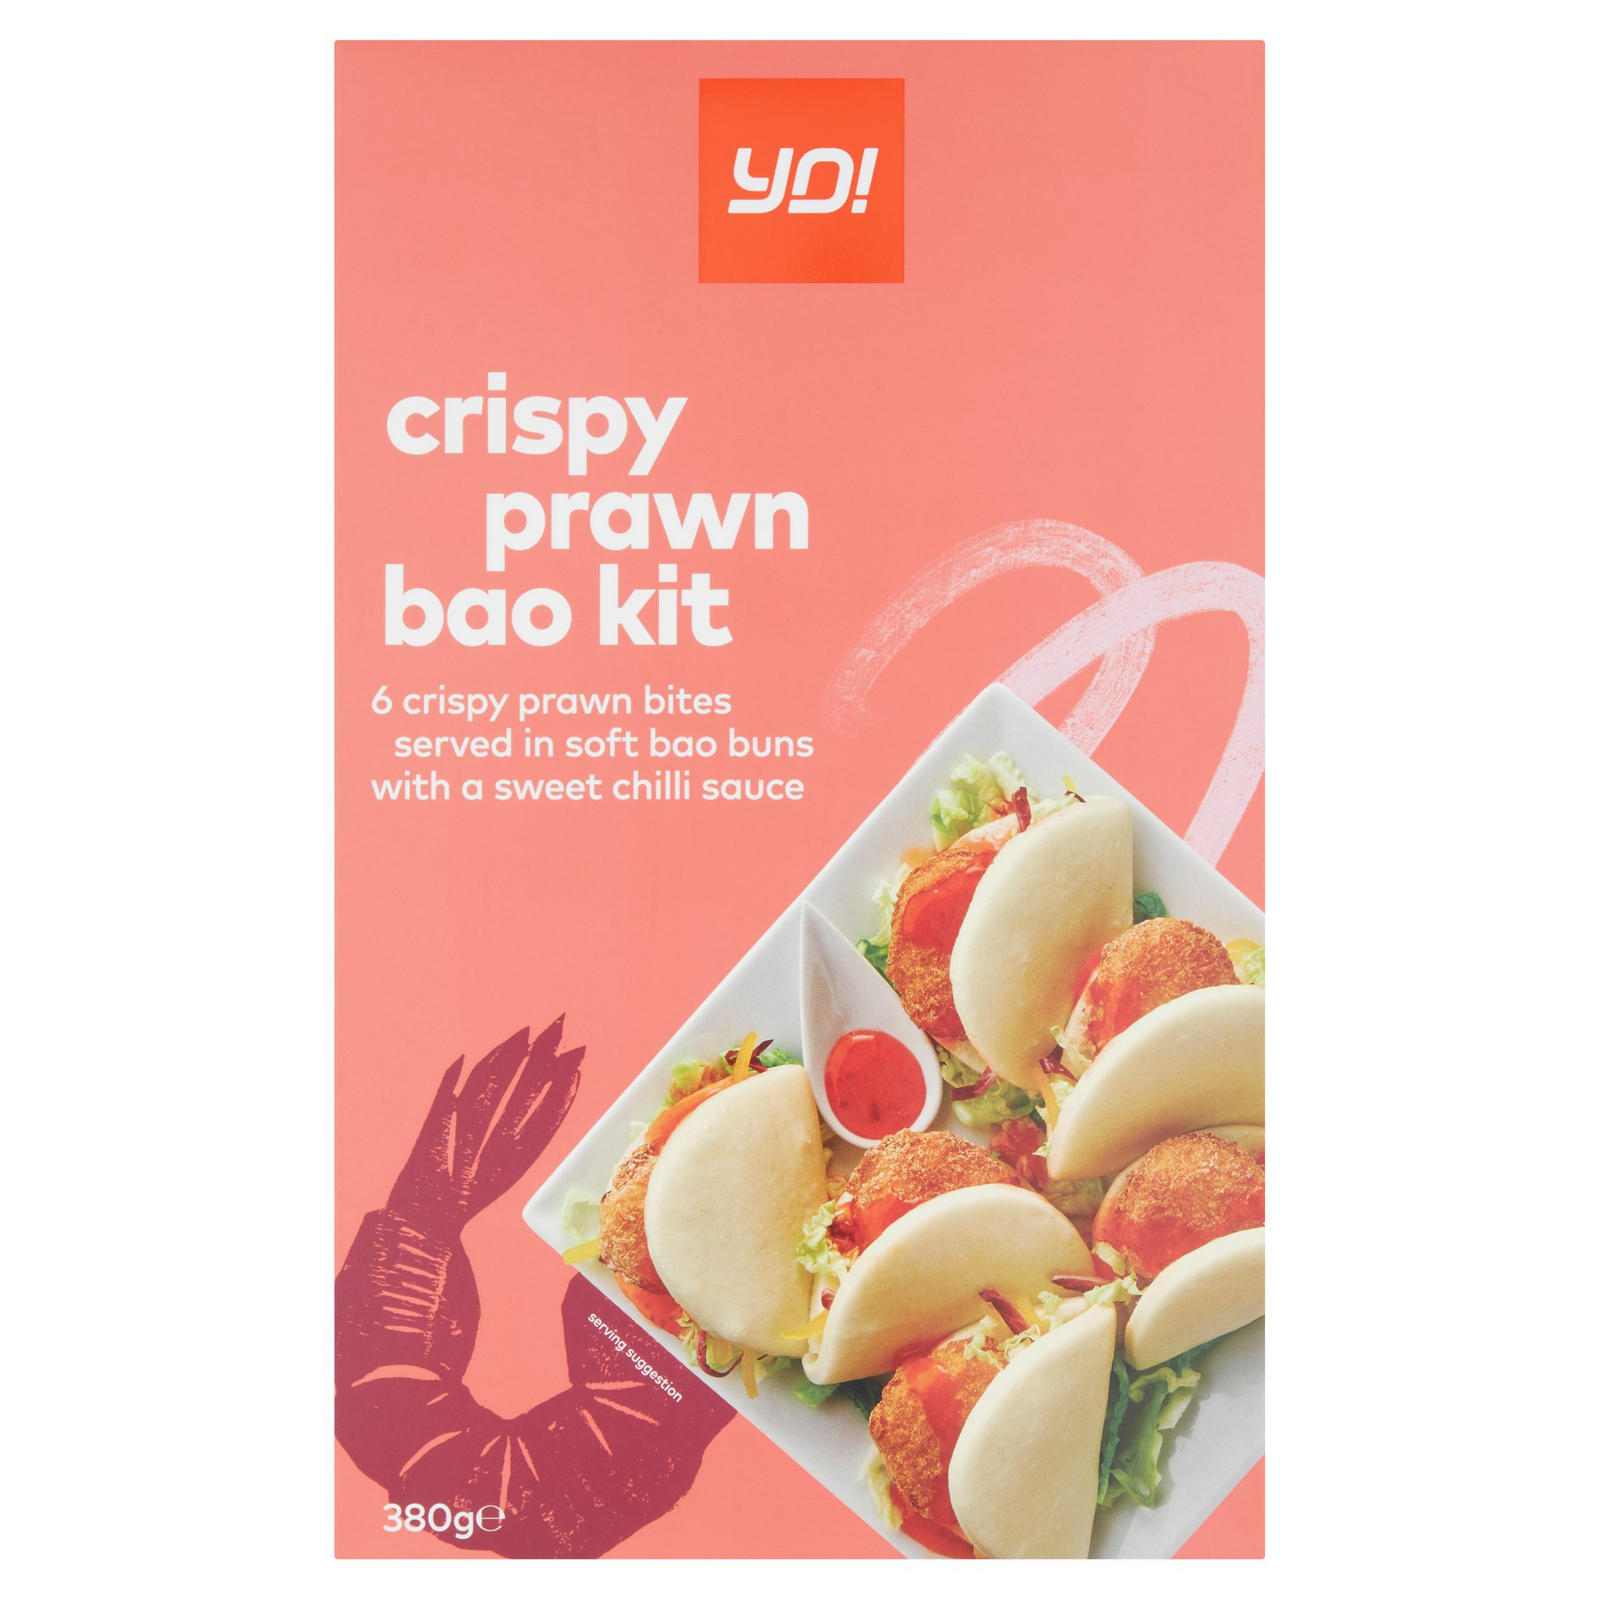 YO!
crispy
prawn
bao kit
6 crispy prawn bites
served in soft bao buns
with a sweet chilli sauce
serving suggestion
380g℮